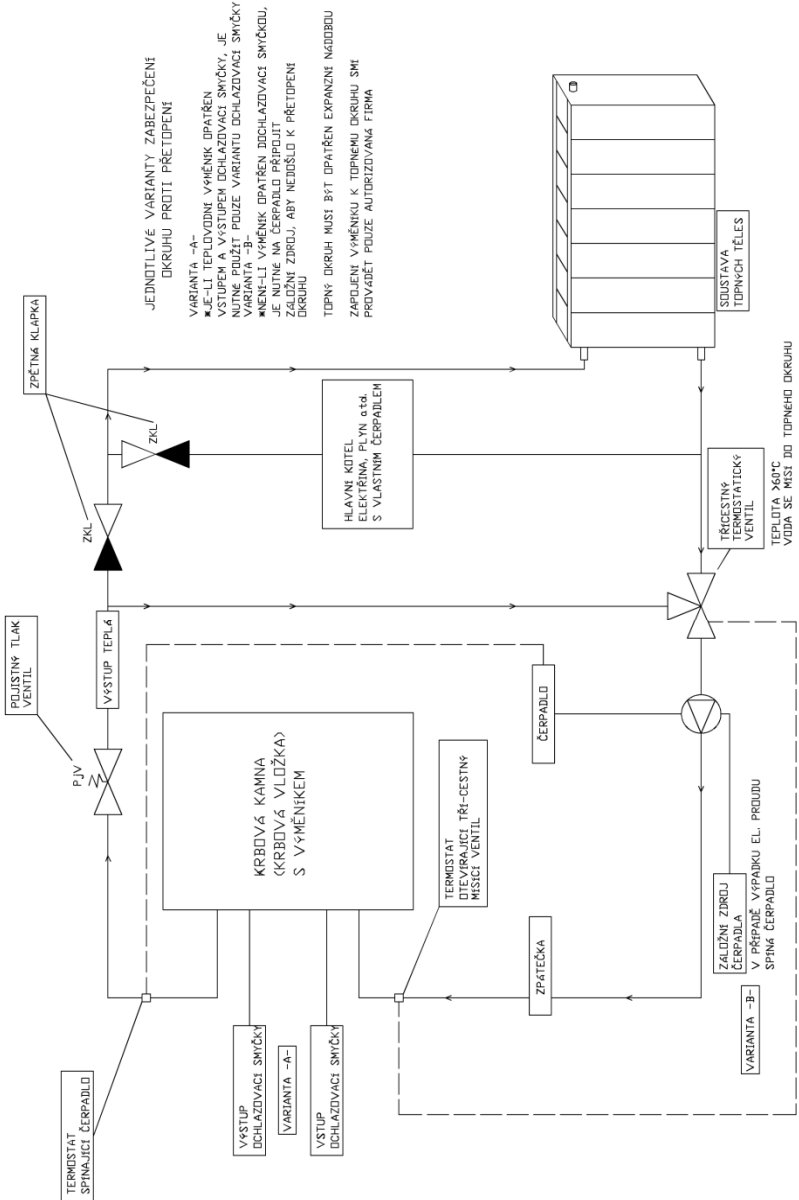 JEDNOTLIVÉ VARIANTY ZABEZPEČENÍ
OKRUHU PROTI PŘETOPENÍ
VARIANTA -A-
*JE-LI TEPLOVODNÍ VÝMĚNÍK OPATŘEN
VSTUPEM A VÝSTUPEM OCHLAZOVACÍ SMYČKY, JE
NUTNÉ POUŽÍT POUZE VARIANTU OCHLAZOVACÍ SMYČKY
VARIANTA -B-
*NENÍ-LI VÝMĚNÍK OPATŘEN DOCHLAZOVACÍ SMYČKOU,
JE NUTNÉ NA ČERPADLO PŘIPOJIT
ZÁLOŽNÍ ZDROJ, ABY NEDOŠLO K PŘETOPENÍ
OKRUHU
TOPNÝ OKRUH MUSÍ BÝT OPATŘEN EXPANZNÍ NÁDOBOU
ZAPOJENÍ VÝMĚNÍKU K TOPNÉMU OKRUHU SMÍ
PROVÁDĚT POUZE AUTORIZOVANÁ FIRMA
ZPĚTNÁ KLAPKA
ZKL
ZKL
POJISTNÝ TLAK
VENTIL
PJV
VÝSTUP TEPLÁ
TERMOSTAT
SPÍNAJÍCÍ ČERPADLO
KRBOVÁ KAMNA
(KRBOVÁ VLOŽKA)
S VÝMĚNÍKEM
HLAVNÍ KOTEL
ELEKTŘINA, PLYN atd.
S VLASTNÍM ČERPADLEM
SOUSTAVA
TOPNÝCH TĚLES
VÝSTUP
OCHLAZOVACÍ SMYČKY
VARIANTA -A-
VSTUP
OCHLAZOVACÍ SMYČKY
TERMOSTAT
OTEVÍRAJÍCÍ TŘÍ-CESTNÝ
MÍSÍCÍ VENTIL
ČERPADLO
TŘÍCESTNÝ
TERMOSTATICKÝ
VENTIL
TEPLOTA >60°C
VODA SE MÍSÍ DO TOPNÉHO OKRUHU
ZPÁTEČKA
ZÁLOŽNÍ ZDROJ
ČERPADLA
V PŘÍPADĚ VÝPADKU EL. PROUDU
SPÍNÁ ČERPADLO
VARIANTA -B-